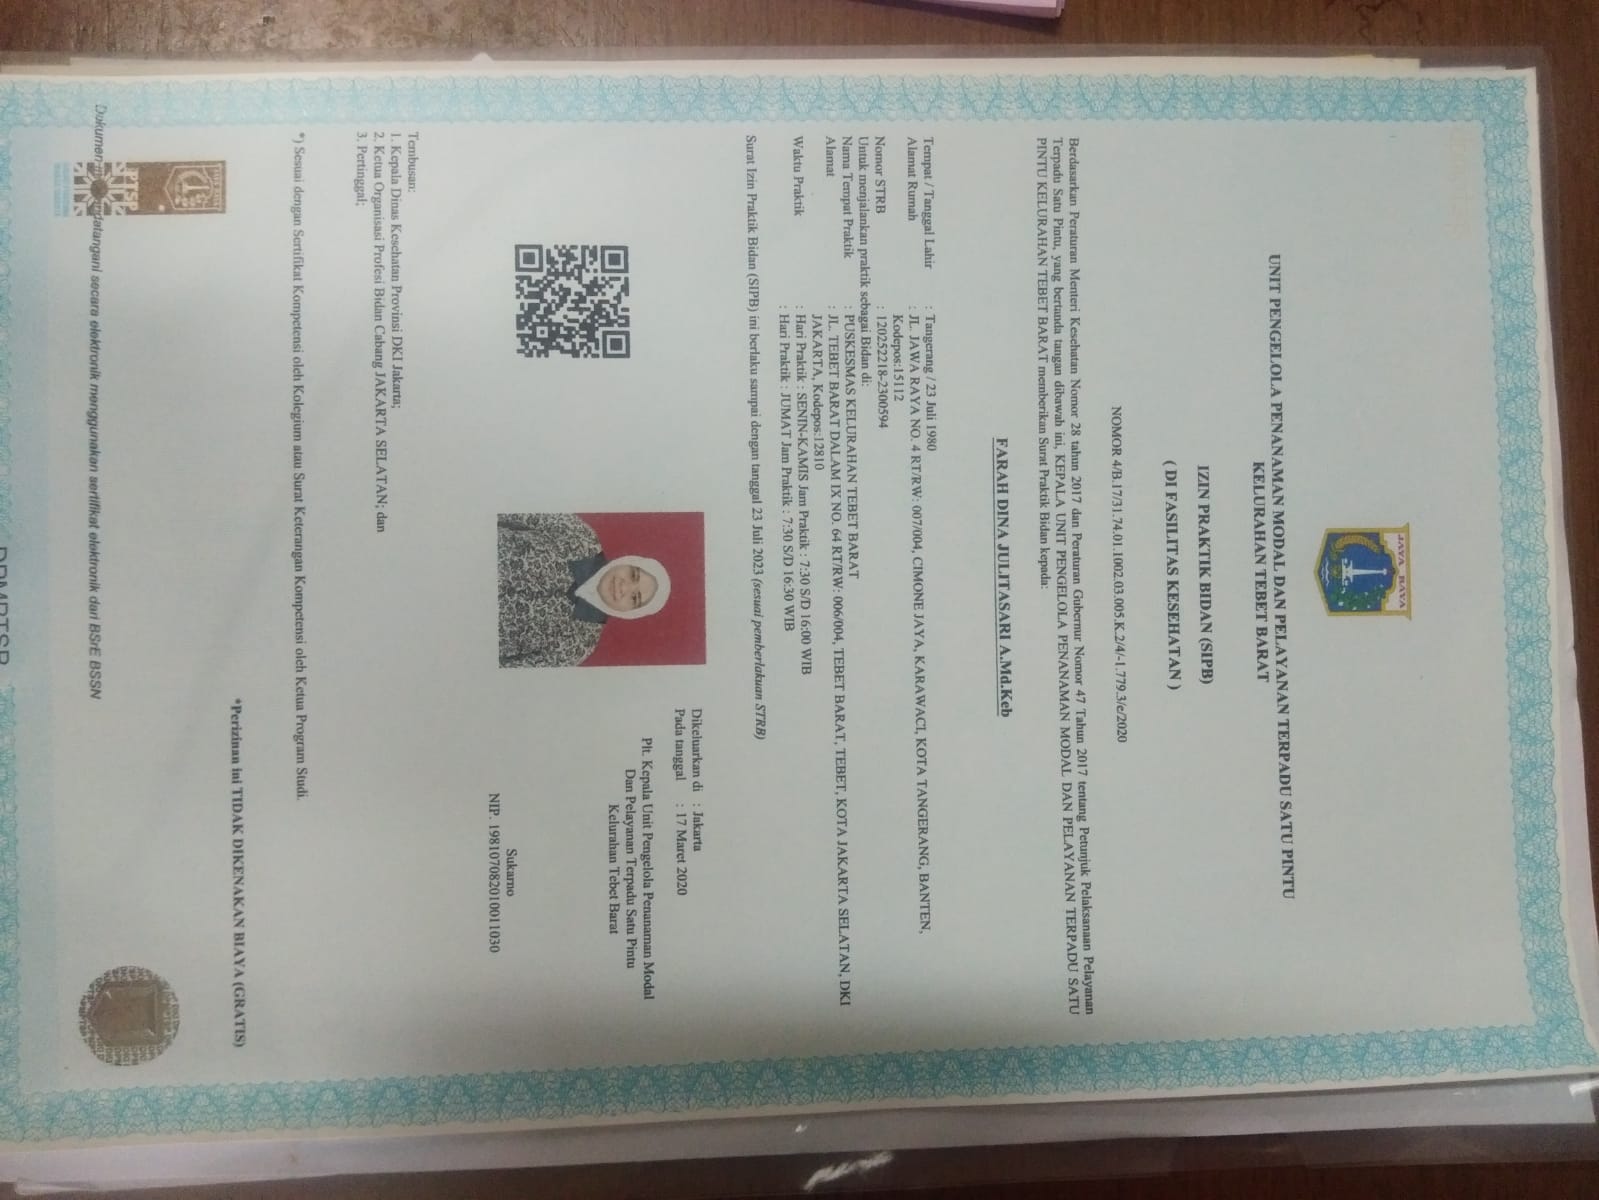 JAYA RAYA
UNIT PENGELOLA PENANAMAN MODAL DAN PELAYANAN TERPADU SATU PINTU
KELURAHAN TEBET BARAT
IZIN PRAKTIK BIDAN (SIPB)
( DI FASILITAS KESEHATAN )
NOMOR 4/B.17/31.74.01.1002.03.005.K.2/4/-1.779.3/e/2020
Berdasarkan Peraturan Menteri Kesehatan Nomor 28 tahun 2017 dan Peraturan Gubernur Nomor 47 Tahun 2017 tentang Petunjuk Pelaksanaan Pelayanan
Terpadu Satu Pintu, yang bertanda tangan dibawah ini, KEPALA UNIT PENGELOLA PENANAMAN MODAL DAN PELAYANAN TERPADU SATU
PINTU KELURAHAN TEBET BARAT memberikan Surat Praktik Bidan kepada:
FARAH DINA JULITASARI A.Md.Keb
Tempat / Tanggal Lahir : Tangerang / 23 Juli 1980
Alamat Rumah : JL. JAWA RAYA NO. 4 RT/RW: 007/004, CIMONE JAYA, KARAWACI, KOTA TANGERANG, BANTEN,
Kodepos:15112
Nomor STRB : 120252218-2300594
Untuk menjalankan praktik sebagai Bidan di:
Nama Tempat Praktik : PUSKESMAS KELURAHAN TEBET BARAT
Alamat : JL. TEBET BARAT DALAM IX NO. 64 RT/RW: 006/004, TEBET BARAT, TEBET, KOTA JAKARTA SELATAN, DKI
JAKARTA, Kodepos:12810
Waktu Praktik : Hari Praktik : SENIN-KAMIS Jam Praktik : 7:30 S/D 16:00 WIB
: Hari Praktik : JUMAT Jam Praktik : 7:30 S/D 16:30 WIB
Surat Izin Praktik Bidan (SIPB) ini berlaku sampai dengan tanggal 23 Juli 2023 (sesuai pemberlakuan STRB)
Dikeluarkan di : Jakarta
Pada tanggal : 17 Maret 2020
Plt. Kepala Unit Pengelola Penanaman Modal
Dan Pelayanan Terpadu Satu Pintu
Kelurahan Tebet Barat
Sukarno
NIP. 198107082010011030
Tembusan:
1. Kepala Dinas Kesehatan Provinsi DKI Jakarta;
2. Ketua Organisasi Profesi Bidan Cabang JAKARTA SELATAN; dan
3. Pertinggal;
*) Sesuai dengan Sertifikat Kompetensi oleh Kolegium atau Surat Keterangan Kompetensi oleh Ketua Program Studi.
*Perizinan ini TIDAK DIKENAKAN BIAYA (GRATIS)
PTSP
Dokumen ini ditandatangani secara elektronik menggunakan sertifikat elektronik dari BSrE BSSN
DPMPTSP